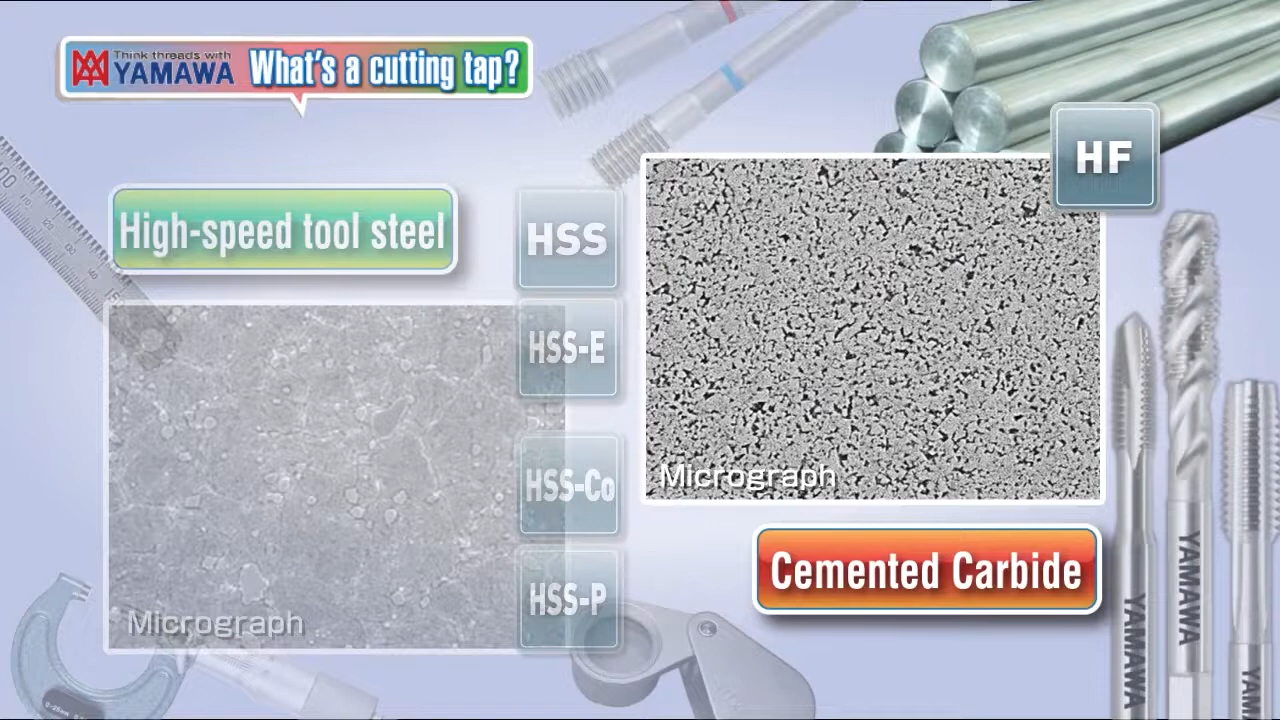 Think threads with
YAMAWA
What's a cutting tap?
HF
High-speed tool steel
HSS
HSS-E
HSS-Co
HSS-P
Micrograph
Micrograph
Cemented Carbide
YAMAWA
YAMAWA
YAM